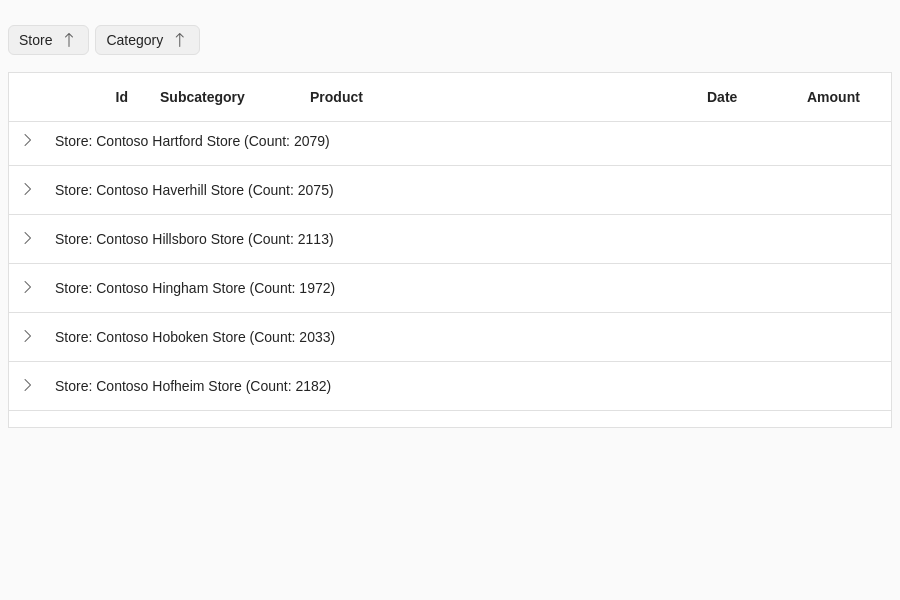 Store Category
Id Subcategory Product Date Amount
Store: Contoso Hartford Store (Count: 2079)
Store: Contoso Haverhill Store (Count: 2075)
Store: Contoso Hillsboro Store (Count: 2113)
Store: Contoso Hingham Store (Count: 1972)
Store: Contoso Hoboken Store (Count: 2033)
Store: Contoso Hofheim Store (Count: 2182)